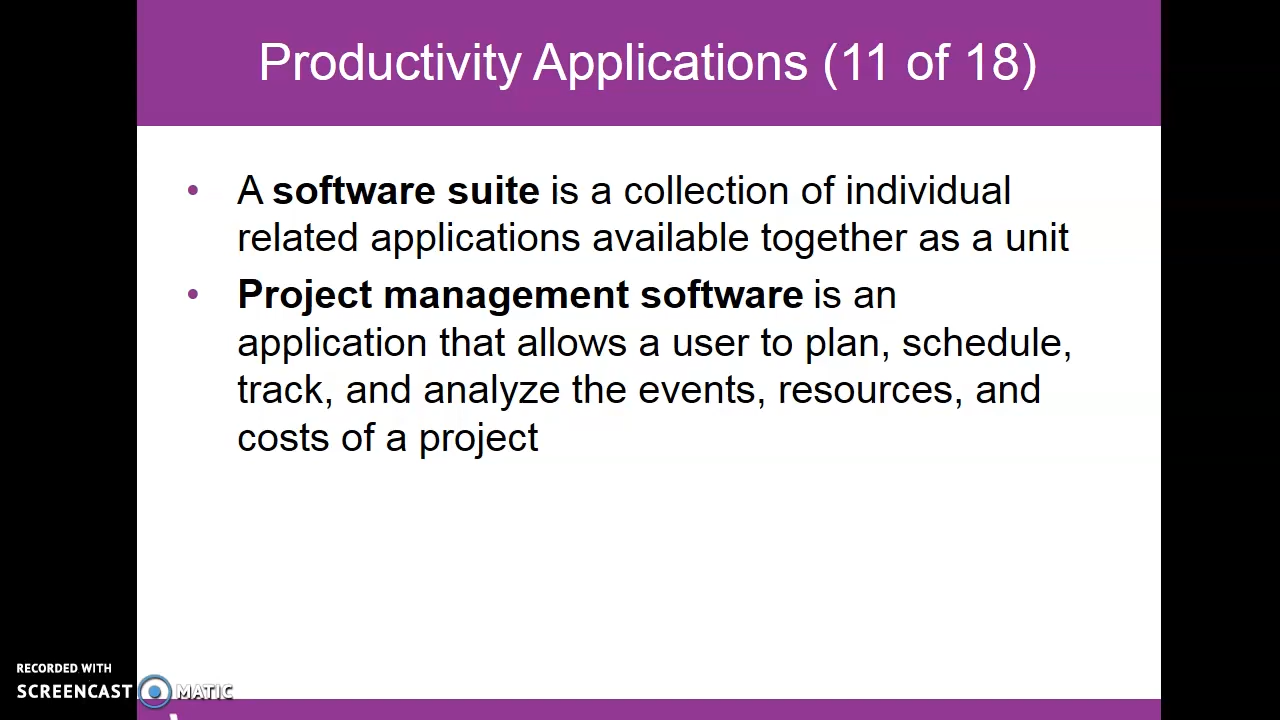 Productivity Applications (11 of 18)
• A software suite is a collection of individual
related applications available together as a unit
• Project management software is an
application that allows a user to plan, schedule,
track, and analyze the events, resources, and
costs of a project
RECORDED WITH
SCREENCAST MATIC